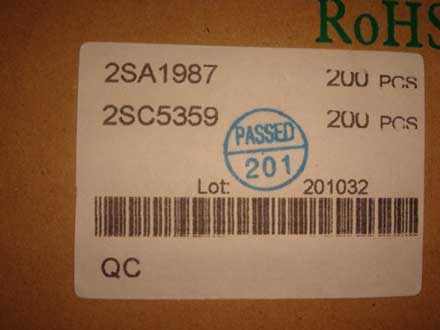 RoHS
2SA1987 200 PCS
2SC5359 200 PCS
PASSED
201
Lot: 201032
QC